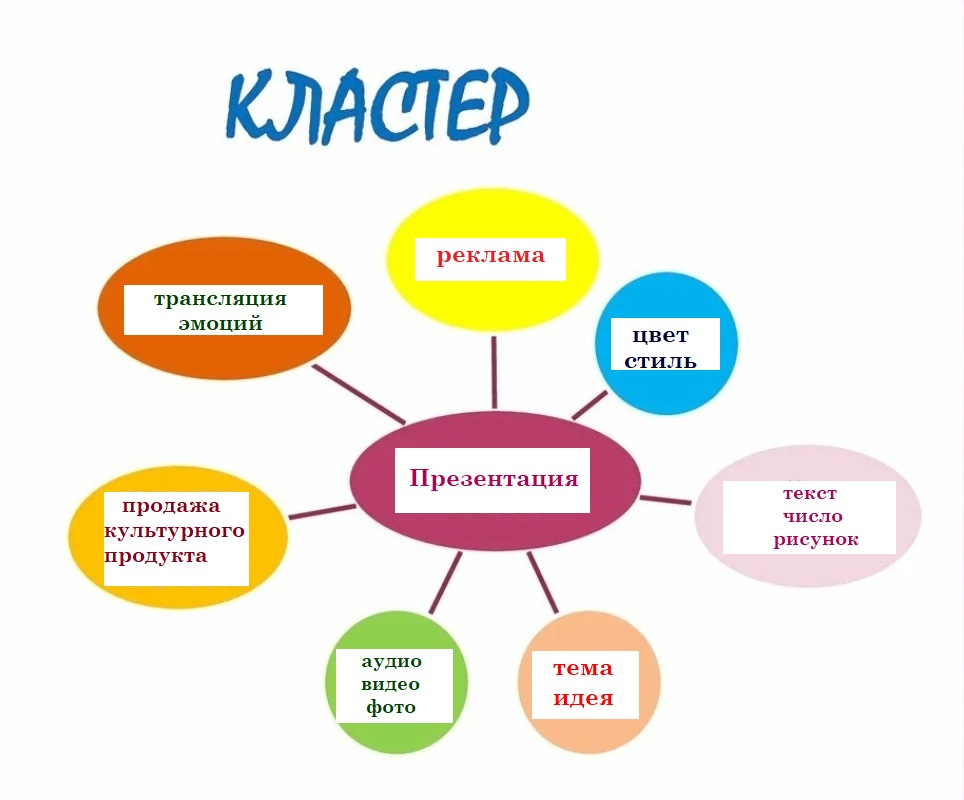 КЛАСТЕР
реклама
трансляция
эмоций
цвет
стиль
Презентация
текст
число
рисунок
продажа
культурного
продукта
аудио
видео
фото
тема
идея